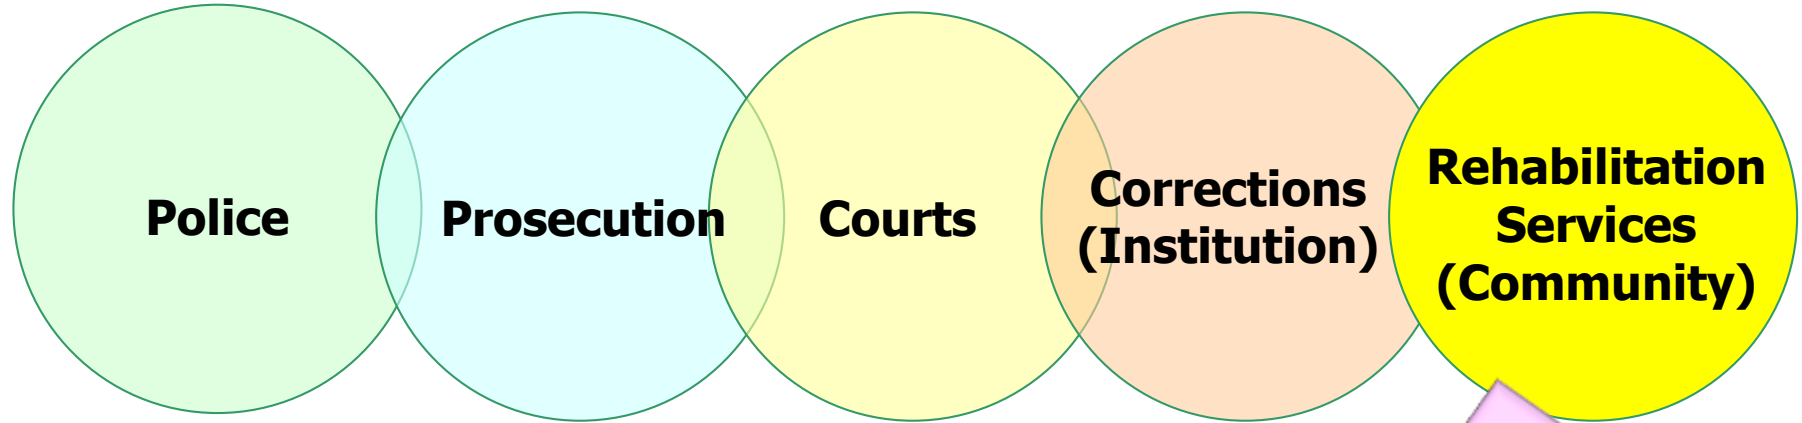 Police
Prosecution
Courts
Corrections
(Institution)
Rehabilitation
Services
(Community)